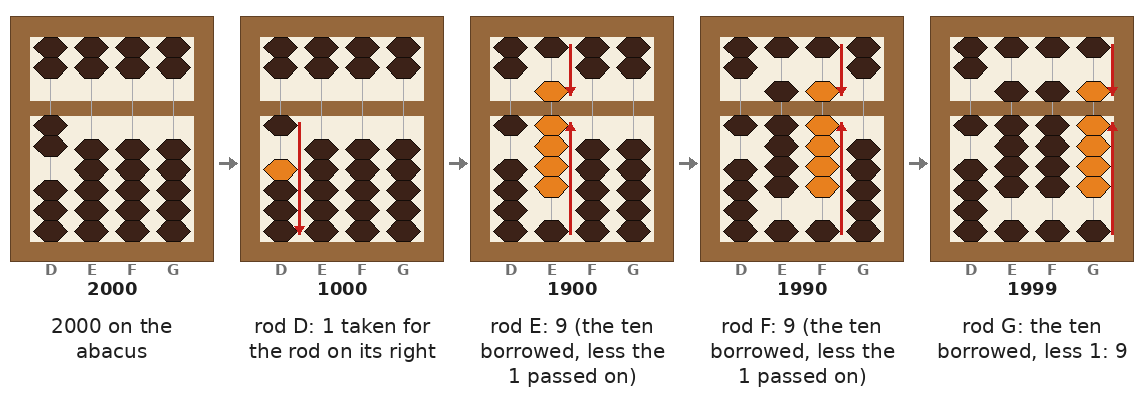 D E F G
2000
2000 on the
abacus
D E F G
1000
rod D: 1 taken for
the rod on its right
D E F G
1900
rod E: 9 (the ten
borrowed, less the
1 passed on)
D E F G
1990
rod F: 9 (the ten
borrowed, less the
1 passed on)
D E F G
1999
rod G: the ten
borrowed, less 1: 9